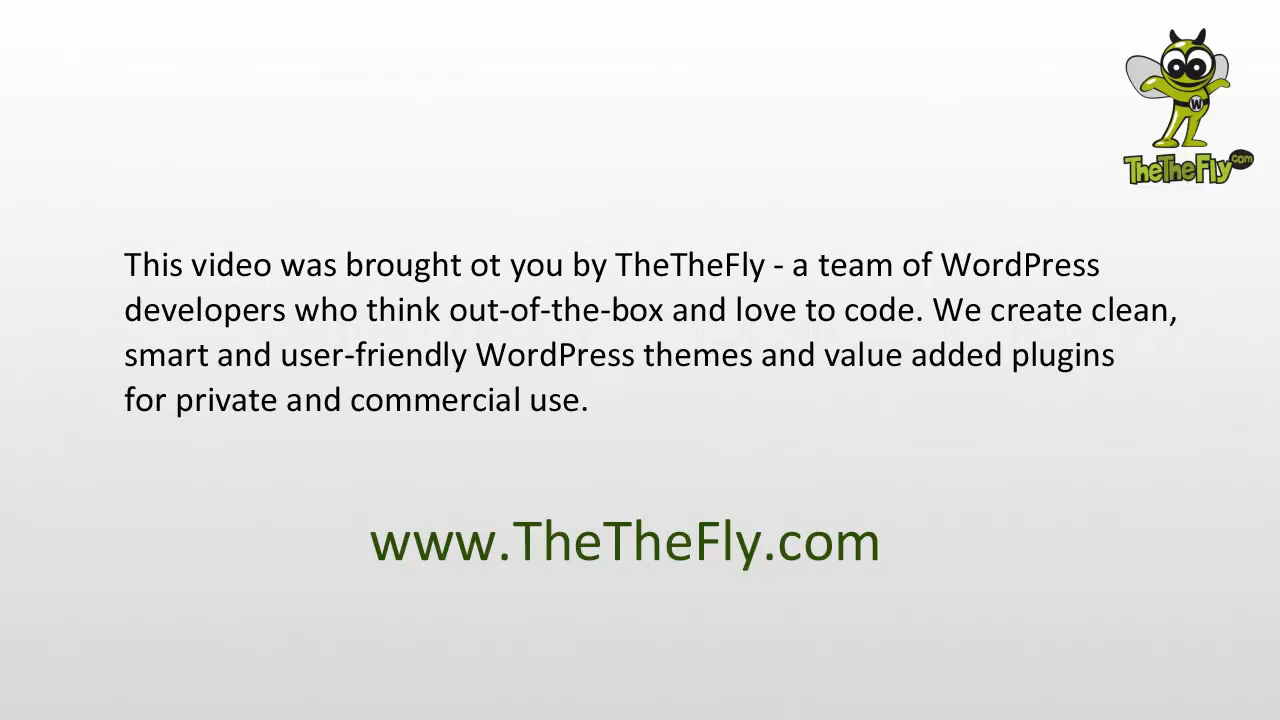 W
TheTheFly.com
This video was brought ot you by TheTheFly - a team of WordPress
developers who think out-of-the-box and love to code. We create clean,
smart and user-friendly WordPress themes and value added plugins
for private and commercial use.
www.TheTheFly.com